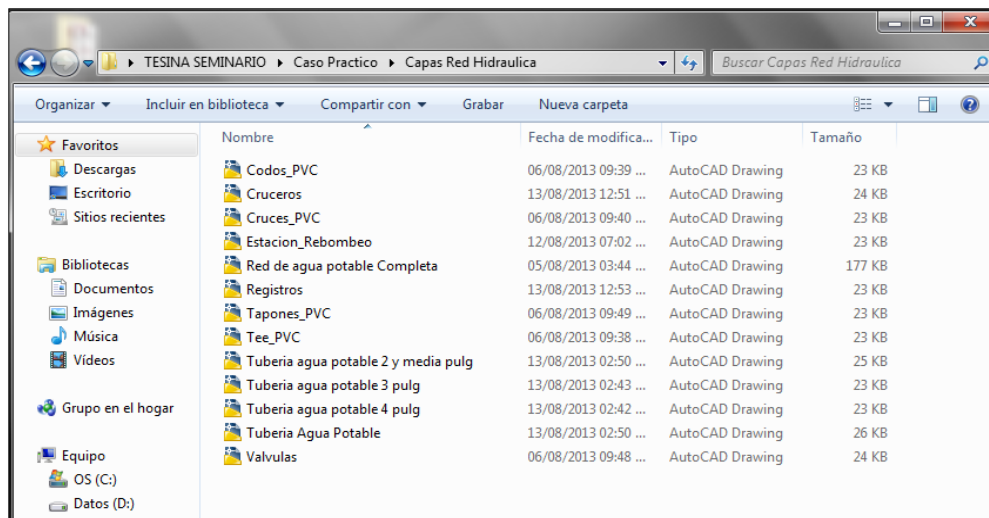 TESINA SEMINARIO ▸ Caso Practico ▸ Capas Red Hidraulica Buscar Capas Red Hidraulica
Organizar Incluir en biblioteca Compartir con Grabar Nueva carpeta
Nombre Fecha de modifica... Tipo Tamaño
Favoritos
Descargas
Escritorio
Sitios recientes
Bibliotecas
Documentos
Imágenes
Música
Vídeos
Grupo en el hogar
Equipo
OS (C:)
Datos (D:)
Codos_PVC 06/08/2013 09:39 ... AutoCAD Drawing 23 KB
Cruceros 13/08/2013 12:51 ... AutoCAD Drawing 24 KB
Cruces_PVC 06/08/2013 09:40 ... AutoCAD Drawing 23 KB
Estacion_Rebombeo 12/08/2013 07:02 ... AutoCAD Drawing 23 KB
Red de agua potable Completa 05/08/2013 03:44 ... AutoCAD Drawing 177 KB
Registros 13/08/2013 12:53 ... AutoCAD Drawing 23 KB
Tapones_PVC 06/08/2013 09:49 ... AutoCAD Drawing 23 KB
Tee_PVC 06/08/2013 09:38 ... AutoCAD Drawing 23 KB
Tuberia agua potable 2 y media pulg 13/08/2013 02:50 ... AutoCAD Drawing 25 KB
Tuberia agua potable 3 pulg 13/08/2013 02:43 ... AutoCAD Drawing 23 KB
Tuberia agua potable 4 pulg 13/08/2013 02:42 ... AutoCAD Drawing 23 KB
Tuberia Agua Potable 13/08/2013 02:50 ... AutoCAD Drawing 26 KB
Valvulas 06/08/2013 09:48 ... AutoCAD Drawing 24 KB